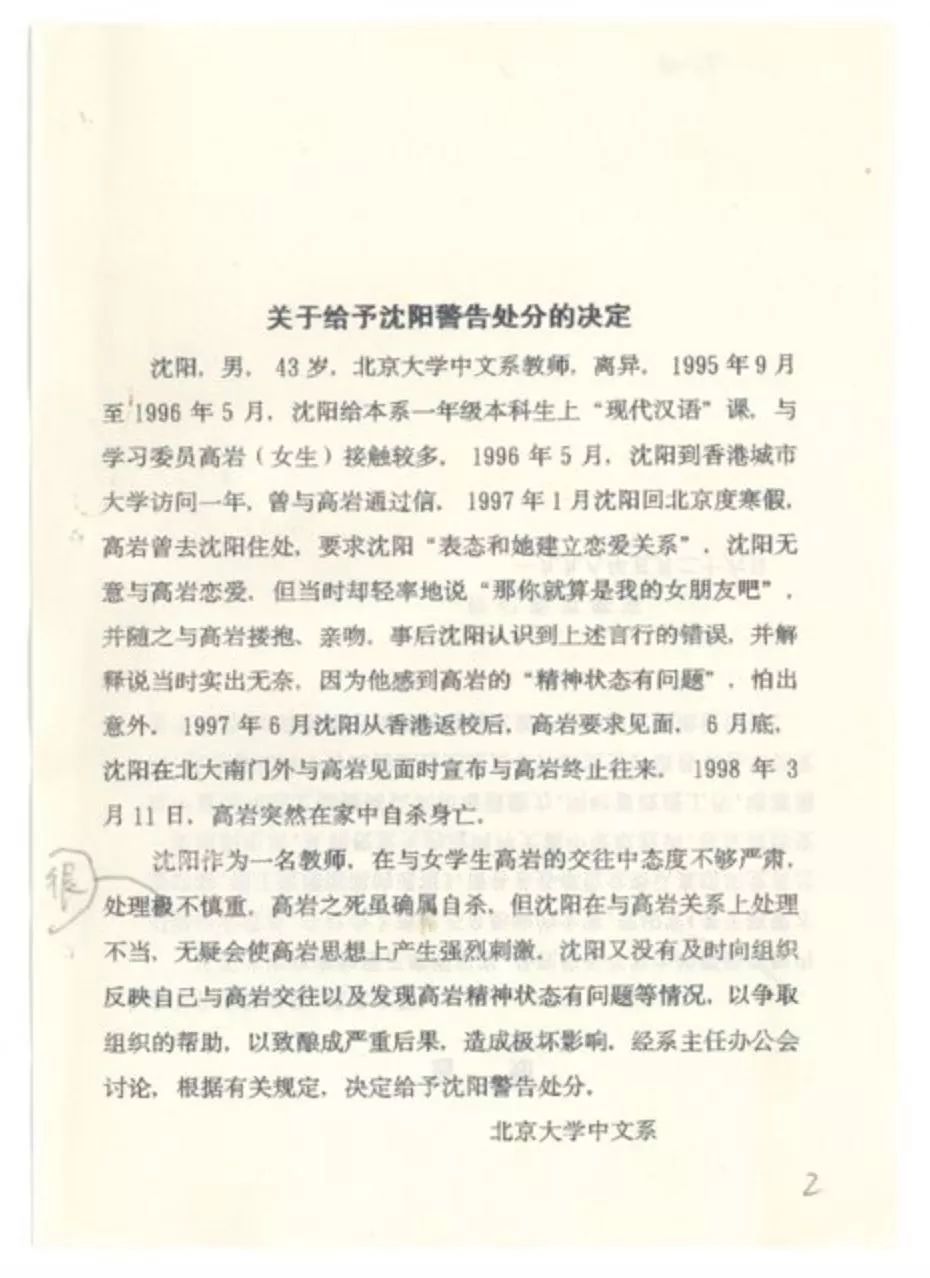 关于给予沈阳警告处分的决定
沈阳，男，43岁，北京大学中文系教师，离异，1995年9月
至1996年5月，沈阳给本系一年级本科生上“现代汉语”课，与
学习委员高岩（女生）接触较多，1996年5月，沈阳到香港城市
大学访问一年，曾与高岩通过信，1997年1月沈阳回北京度寒假，
高岩曾去沈阳住处，要求沈阳“表态和她建立恋爱关系”，沈阳无
意与高岩恋爱，但当时却轻率地说“那你就算是我的女朋友吧”，
并随之与高岩搂抱、亲吻，事后沈阳认识到上述言行的错误，并解
释说当时实出无奈，因为他感到高岩的“精神状态有问题”，怕出
意外，1997年6月沈阳从香港返校后，高岩要求见面，6月底，
沈阳在北大南门外与高岩见面时宣布与高岩终止往来，1998年3
月11日，高岩突然在家中自杀身亡．
沈阳作为一名教师，在与女学生高岩的交往中态度不够严肃，
很
处理极不慎重，高岩之死虽确属自杀，但沈阳在与高岩关系上处理
不当，无疑会使高岩思想上产生强烈刺激，沈阳又没有及时向组织
反映自己与高岩交往以及发现高岩精神状态有问题等情况，以争取
组织的帮助，以致酿成严重后果，造成极坏影响，经系主任办公会
讨论，根据有关规定，决定给予沈阳警告处分．
北京大学中文系
2